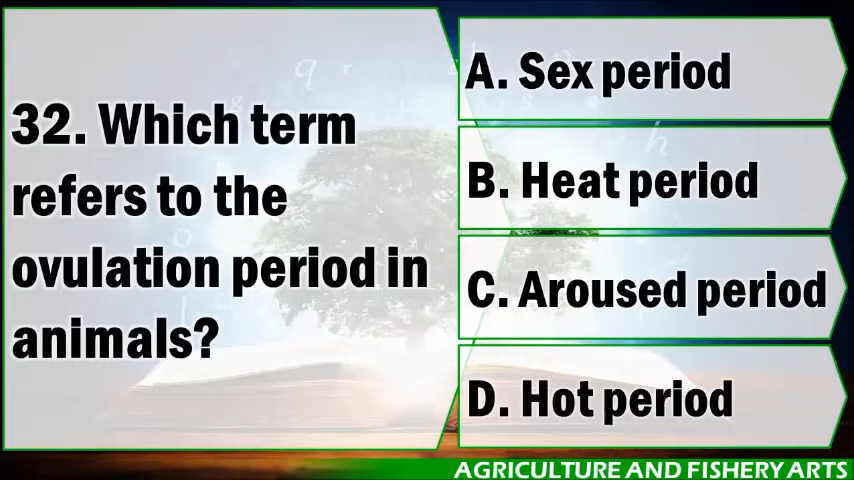 32. Which term
refers to the
ovulation period in
animals?
A. Sex period
B. Heat period
C. Aroused period
D. Hot period
AGRICULTURE AND FISHERY ARTS